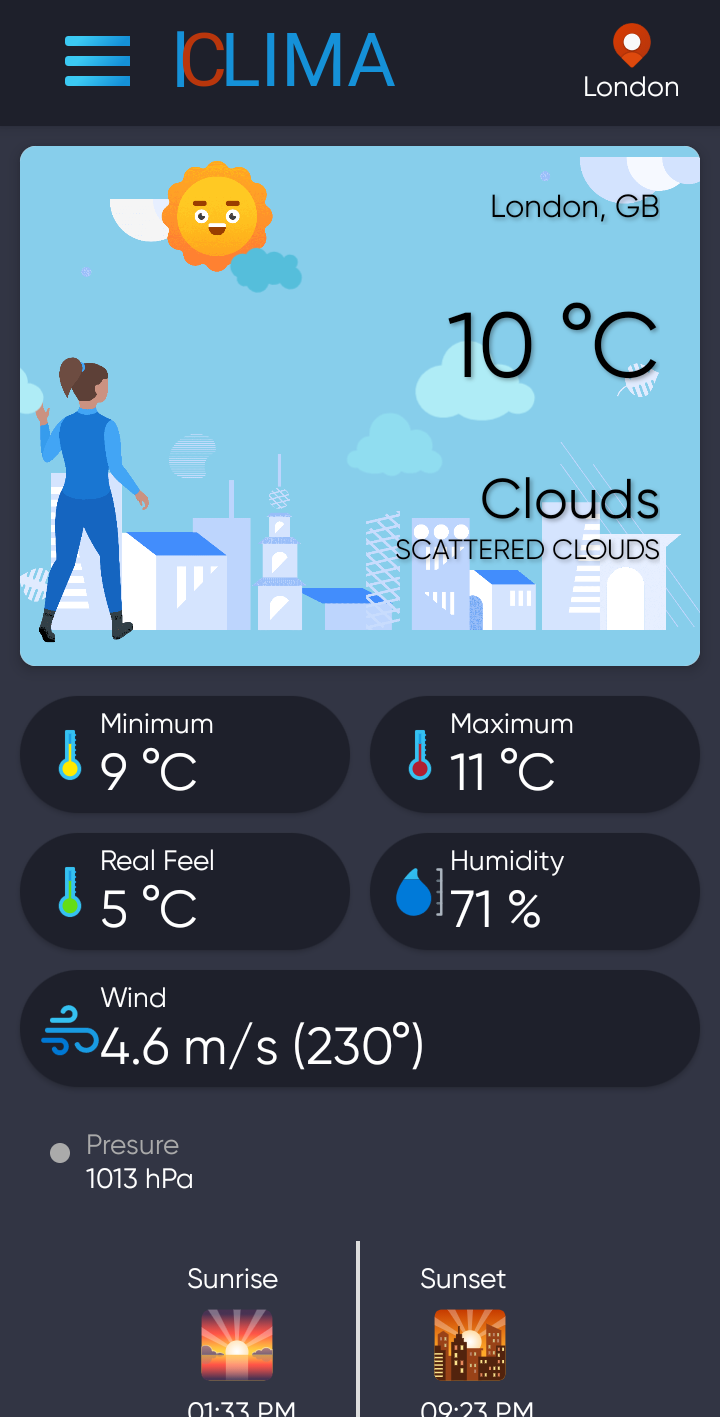 CLIMA
London
London, GB
10 °C
Clouds
SCATTERED CLOUDS
Minimum
9 °C
Maximum
11 °C
Real Feel
5 °C
Humidity
71 %
Wind
4.6 m/s (230°)
Presure
1013 hPa
Sunrise
Sunset
01:33 PM
09:23 PM